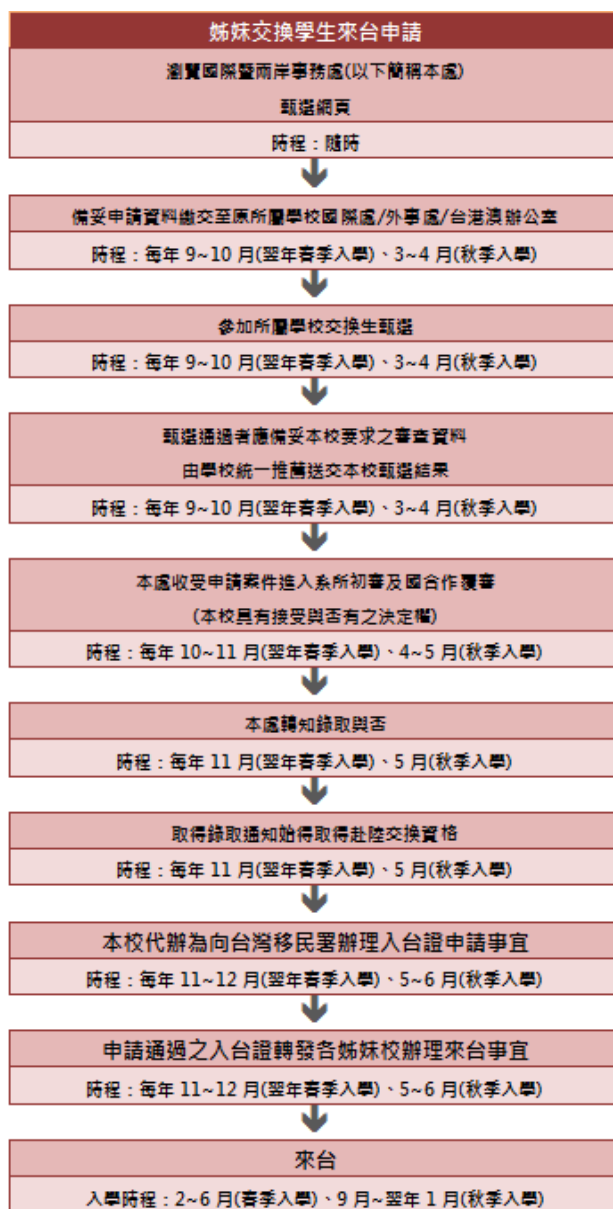 姊妹交換學生來台申請
瀏覽國際暨兩岸事務處(以下簡稱本處)
甄選網頁
時程：隨時
備妥申請資料繳交至原所屬學校國際處/外事處/台港澳辦公室
時程：每年 9~10 月(翌年春季入學)、3~4 月(秋季入學)
參加所屬學校交換生甄選
時程：每年 9~10 月(翌年春季入學)、3~4 月(秋季入學)
甄選通過者應備妥本校要求之審查資料
由學校統一推薦送交本校甄選結果
時程：每年 9~10 月(翌年春季入學)、3~4 月(秋季入學)
本處收受申請案件進入系所初審及國合作覆審
(本校具有接受與否有之決定權)
時程：每年 10~11 月(翌年春季入學)、4~5 月(秋季入學)
本處轉知錄取與否
時程：每年 11 月(翌年春季入學)、5 月(秋季入學)
取得錄取通知始得取得赴陸交換資格
時程：每年 11 月(翌年春季入學)、5 月(秋季入學)
本校代辦為向台灣移民署辦理入台證申請事宜
時程：每年 11~12 月(翌年春季入學)、5~6 月(秋季入學)
申請通過之入台證轉發各姊妹校辦理來台事宜
時程：每年 11~12 月(翌年春季入學)、5~6 月(秋季入學)
來台
入學時程：2~6 月(春季入學)、9 月~翌年 1 月(秋季入學)